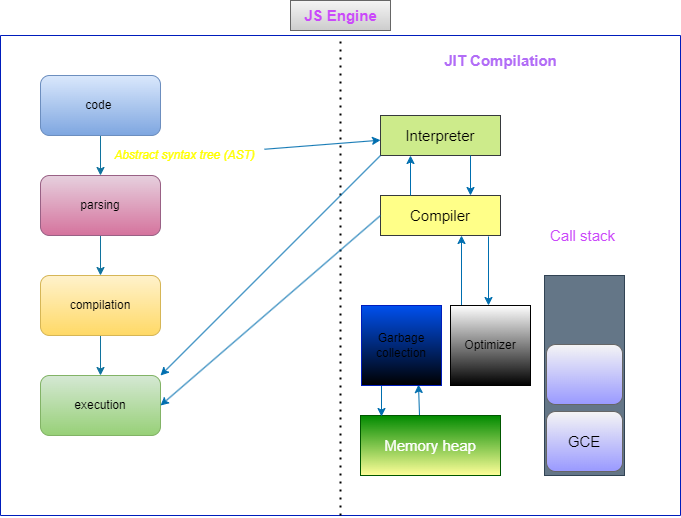 JS Engine
JIT Compilation
code
Interpreter
Abstract syntax tree (AST)
parsing
Compiler
Call stack
compilation
Garbage
collection
Optimizer
execution
Memory heap
GCE